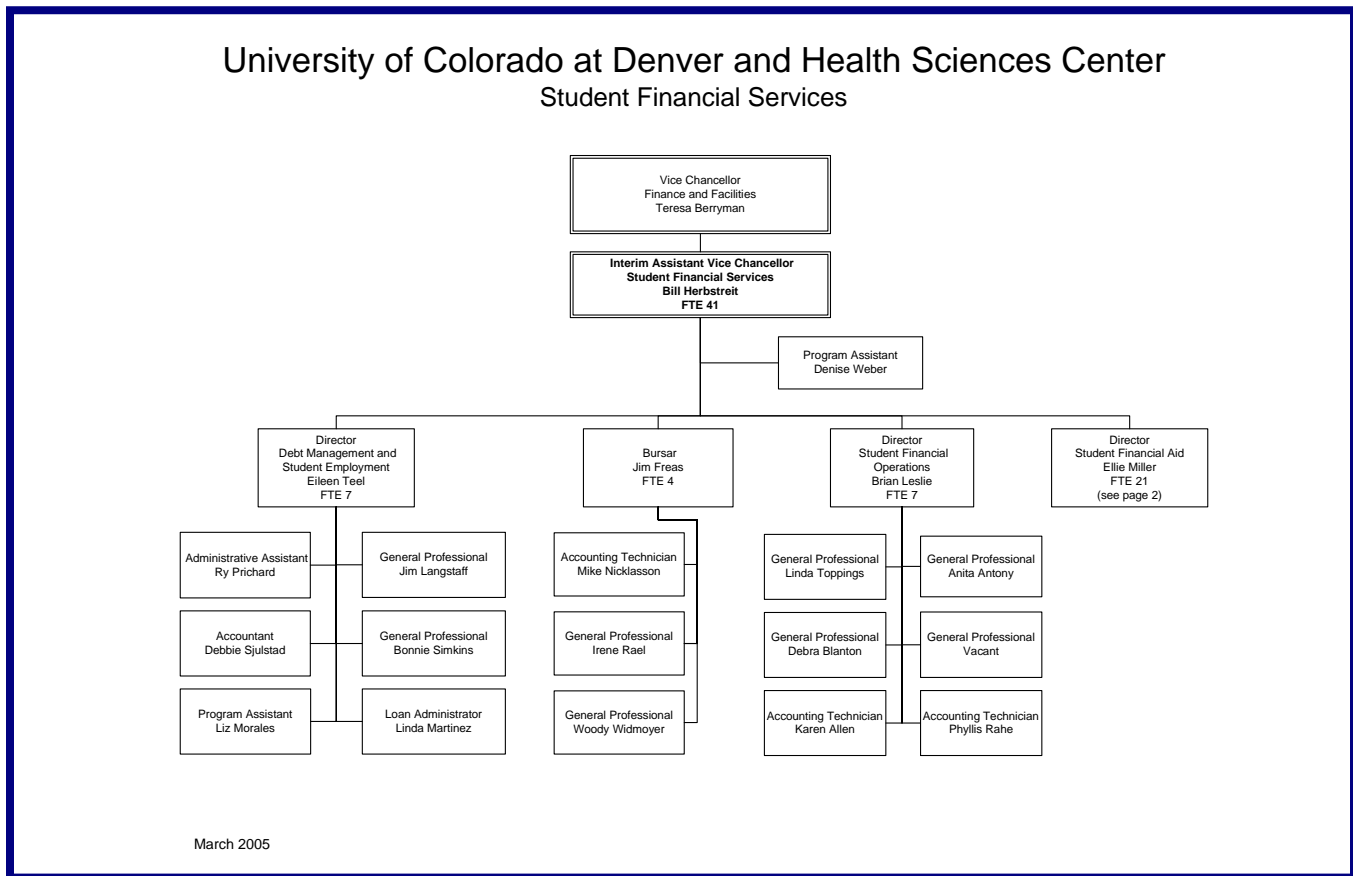 University of Colorado at Denver and Health Sciences Center
Student Financial Services
Vice Chancellor
Finance and Facilities
Teresa Berryman
Interim Assistant Vice Chancellor
Student Financial Services
Bill Herbstreit
FTE 41
Program Assistant
Denise Weber
Director
Debt Management and
Student Employment
Eileen Teel
FTE 7
Bursar
Jim Freas
FTE 4
Director
Student Financial
Operations
Brian Leslie
FTE 7
Director
Student Financial Aid
Ellie Miller
FTE 21
(see page 2)
Administrative Assistant
Ry Prichard
General Professional
Jim Langstaff
Accountant
Debbie Sjulstad
General Professional
Bonnie Simkins
Program Assistant
Liz Morales
Loan Administrator
Linda Martinez
Accounting Technician
Mike Nicklasson
General Professional
Irene Rael
General Professional
Woody Widmoyer
General Professional
Linda Toppings
General Professional
Anita Antony
General Professional
Debra Blanton
General Professional
Vacant
Accounting Technician
Karen Allen
Accounting Technician
Phyllis Rahe
March 2005